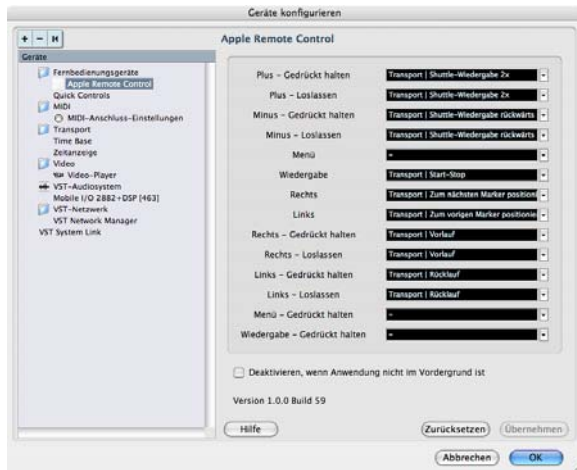 Geräte konfigurieren
+ − H
Apple Remote Control
Geräte
Fernbedienungsgeräte
Apple Remote Control
Quick Controls
MIDI
MIDI-Anschluss-Einstellungen
Transport
Time Base
Zeitanzeige
Video
Video-Player
VST-Audiosystem
Mobile I/O 2882+DSP [463]
VST-Netzwerk
VST Network Manager
VST System Link
Plus – Gedrückt halten Transport | Shuttle-Wiedergabe 2x
Plus – Loslassen Transport | Shuttle-Wiedergabe 2x
Minus – Gedrückt halten Transport | Shuttle-Wiedergabe rückwärts
Minus – Loslassen Transport | Shuttle-Wiedergabe rückwärts
Menü –
Wiedergabe Transport | Start-Stop
Rechts Transport | Zum nächsten Marker position
Links Transport | Zum vorigen Marker positionie
Rechts – Gedrückt halten Transport | Vorlauf
Rechts – Loslassen Transport | Vorlauf
Links – Gedrückt halten Transport | Rücklauf
Links – Loslassen Transport | Rücklauf
Menü – Gedrückt halten –
Wiedergabe – Gedrückt halten –
Deaktivieren, wenn Anwendung nicht im Vordergrund ist
Version 1.0.0 Build 59
Hilfe Zurücksetzen Übernehmen
Abbrechen OK